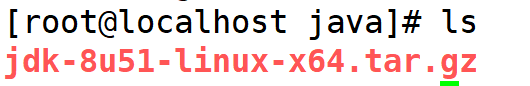 [root@localhost java]# ls
jdk-8u51-linux-x64.tar.gz